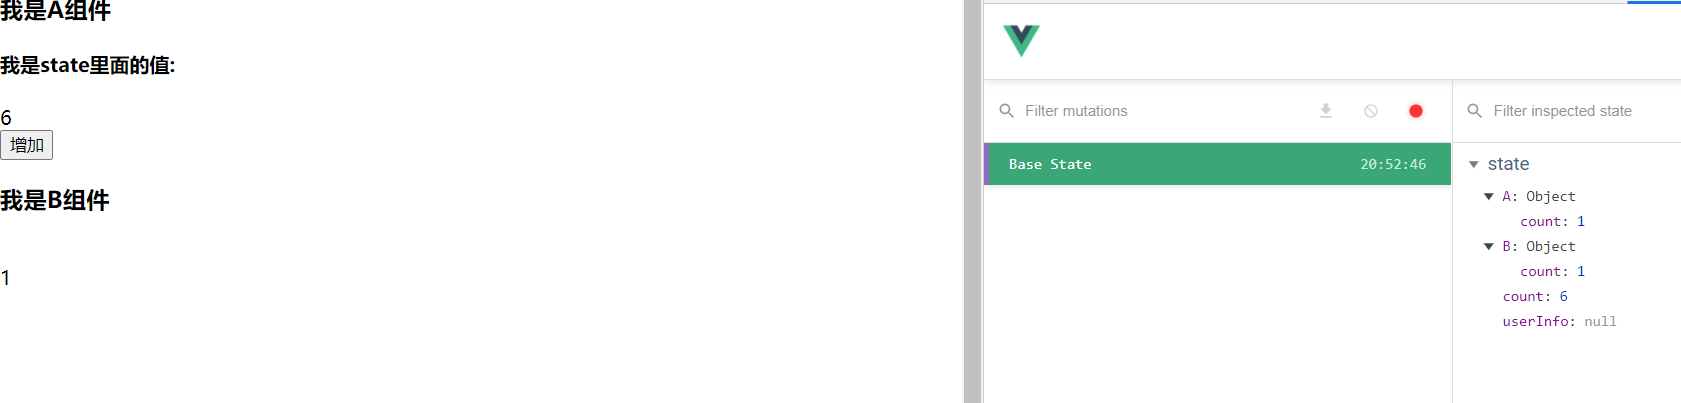 我是A组件
我是state里面的值:
6
增加
我是B组件
1
Filter mutations
Base State 20:52:46
Filter inspected state
state
A: Object
count: 1
B: Object
count: 1
count: 6
userInfo: null